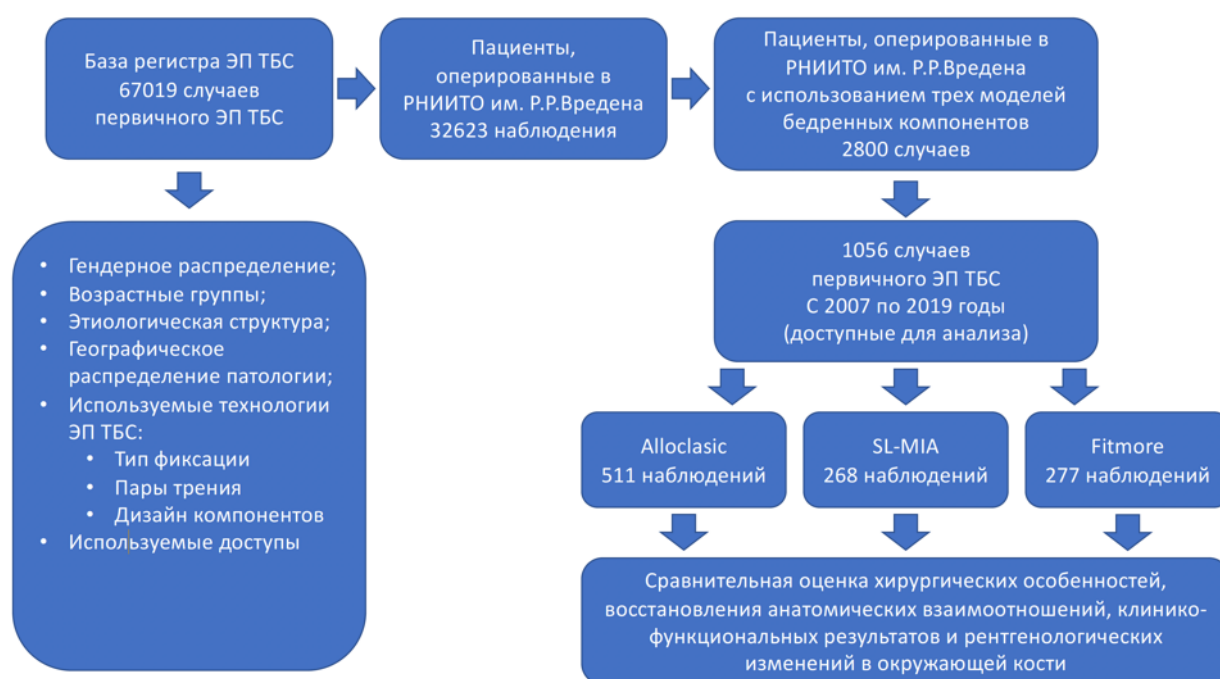 База регистра ЭП ТБС
67019 случаев
первичного ЭП ТБС
Пациенты,
оперированные в
РНИИТО им. Р.Р.Вредена
32623 наблюдения
Пациенты, оперированные в
РНИИТО им. Р.Р.Вредена
с использованием трех моделей
бедренных компонентов
2800 случаев
• Гендерное распределение;
• Возрастные группы;
• Этиологическая структура;
• Географическое
распределение патологии;
• Используемые технологии
ЭП ТБС:
• Тип фиксации
• Пары трения
• Дизайн компонентов
• Используемые доступы
1056 случаев
первичного ЭП ТБС
С 2007 по 2019 годы
(доступные для анализа)
Alloclasic
511 наблюдений
SL-MIA
268 наблюдений
Fitmore
277 наблюдений
Сравнительная оценка хирургических особенностей,
восстановления анатомических взаимоотношений, клинико-
функциональных результатов и рентгенологических
изменений в окружающей кости